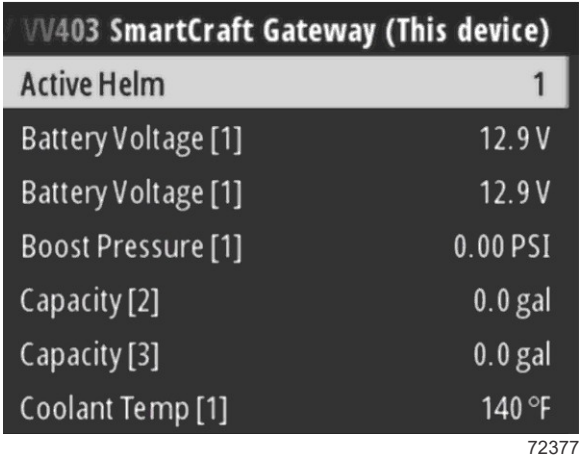 VV403 SmartCraft Gateway (This device)
Active Helm 1
Battery Voltage [1] 12.9 V
Battery Voltage [1] 12.9 V
Boost Pressure [1] 0.00 PSI
Capacity [2] 0.0 gal
Capacity [3] 0.0 gal
Coolant Temp [1] 140 °F
72377